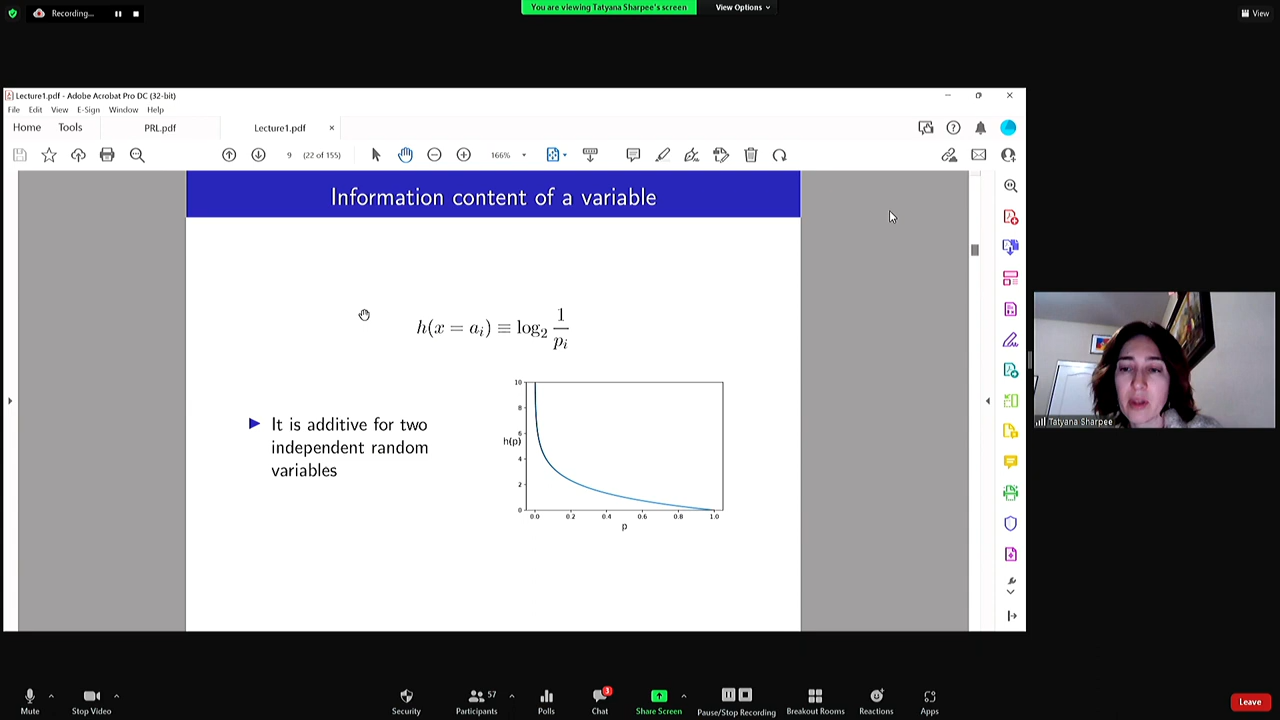 Recording...
You are viewing Tatyana Sharpee's screen
View Options
View
Lecture1.pdf - Adobe Acrobat Pro DC (32-bit)
File Edit View E-Sign Window Help
Home Tools PRL.pdf Lecture1.pdf ×
9 (22 of 155) 166%
Information content of a variable
h(x = a_i) ≡ log_2 1/p_i
It is additive for two
independent random
variables
10
8
6
h(p)
4
2
0
0.0 0.2 0.4 0.6 0.8 1.0
p
Tatyana Sharpee
57
3
Mute Stop Video Security Participants Polls Chat Share Screen Pause/Stop Recording Breakout Rooms Reactions Apps Leave